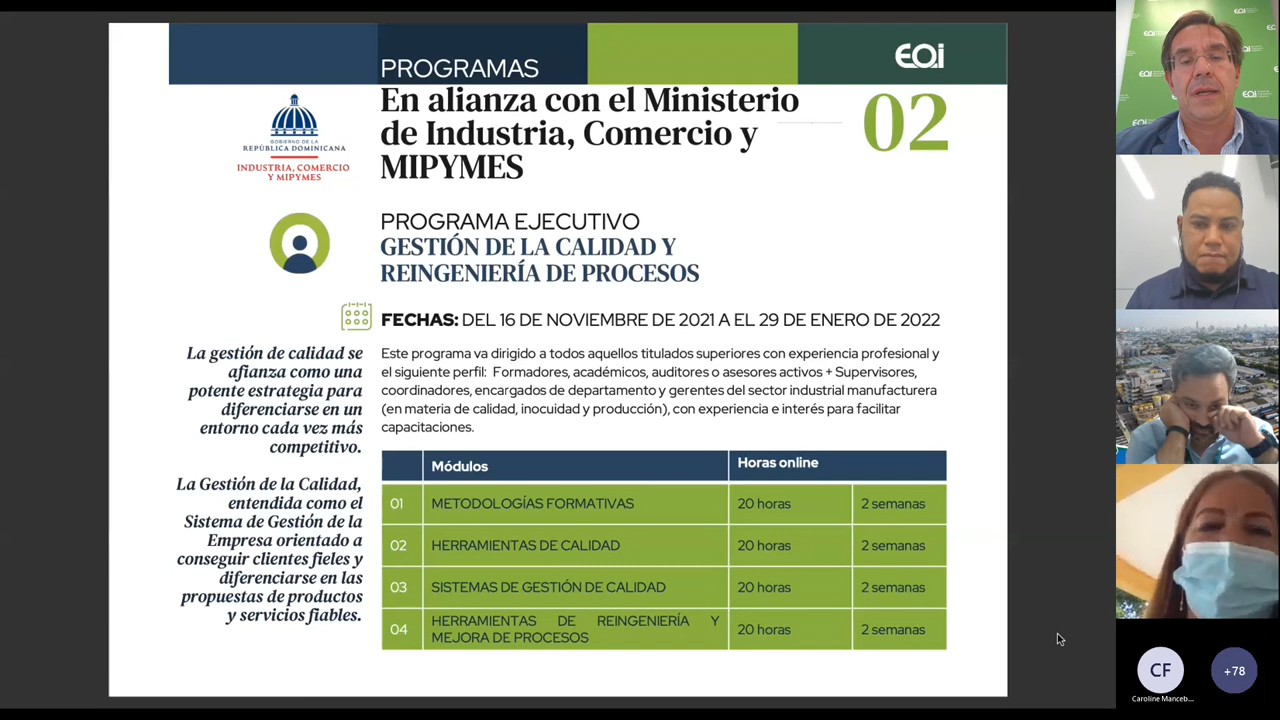 PROGRAMAS
EOi
En alianza con el Ministerio
de Industria, Comercio y
MIPYMES
02
GOBIERNO DE LA
REPÚBLICA DOMINICANA
INDUSTRIA, COMERCIO
Y MIPYMES
PROGRAMA EJECUTIVO
GESTIÓN DE LA CALIDAD Y
REINGENIERÍA DE PROCESOS
FECHAS: DEL 16 DE NOVIEMBRE DE 2021 A EL 29 DE ENERO DE 2022
La gestión de calidad se
afianza como una
potente estrategia para
diferenciarse en un
entorno cada vez más
competitivo.
La Gestión de la Calidad,
entendida como el
Sistema de Gestión de la
Empresa orientado a
conseguir clientes fieles y
diferenciarse en las
propuestas de productos
y servicios fiables.
Este programa va dirigido a todos aquellos titulados superiores con experiencia profesional y
el siguiente perfil: Formadores, académicos, auditores o asesores activos + Supervisores,
coordinadores, encargados de departamento y gerentes del sector industrial manufacturera
(en materia de calidad, inocuidad y producción), con experiencia e interés para facilitar
capacitaciones.
Módulos Horas online
01 METODOLOGÍAS FORMATIVAS 20 horas 2 semanas
02 HERRAMIENTAS DE CALIDAD 20 horas 2 semanas
03 SISTEMAS DE GESTIÓN DE CALIDAD 20 horas 2 semanas
04 HERRAMIENTAS DE REINGENIERÍA Y
MEJORA DE PROCESOS 20 horas 2 semanas
EOi
CF
+78
Caroline Manceb...